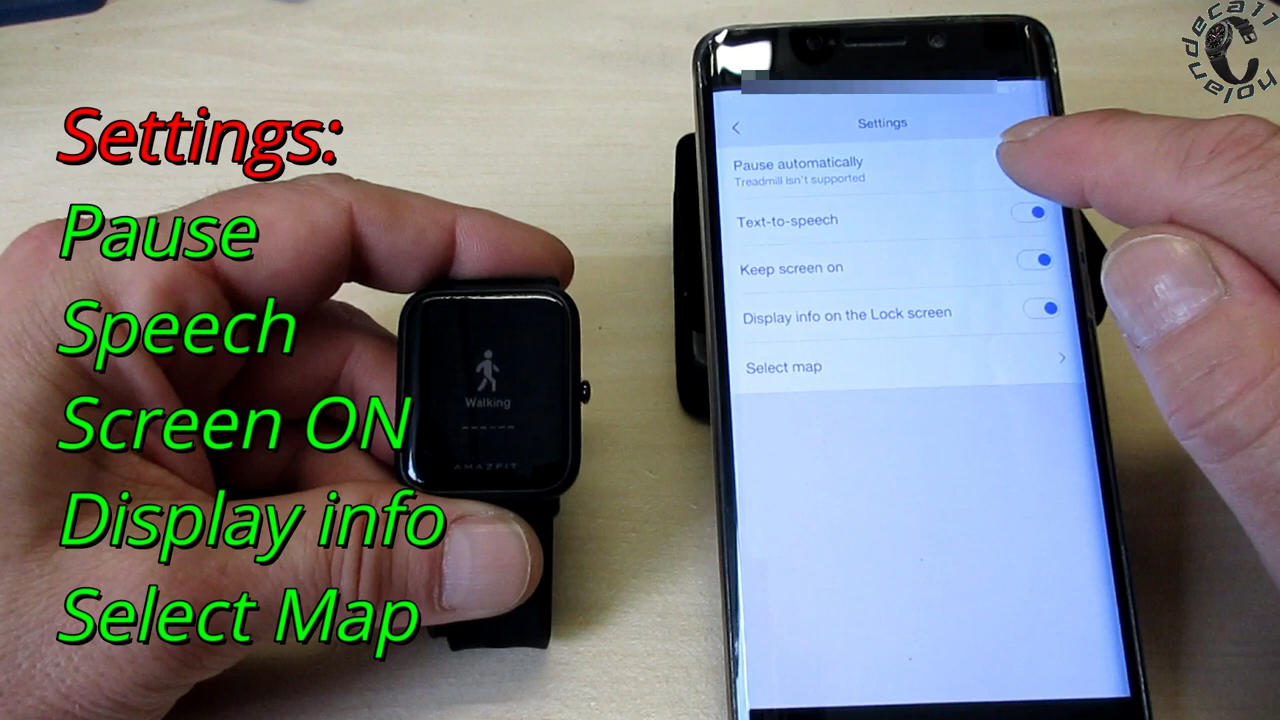 Settings:
Pause
Speech
Screen ON
Display info
Select Map
Walking
AMAZFIT
Settings
Pause automatically
Treadmill isn't supported
Text-to-speech
Keep screen on
Display info on the Lock screen
Select map
holandeca11